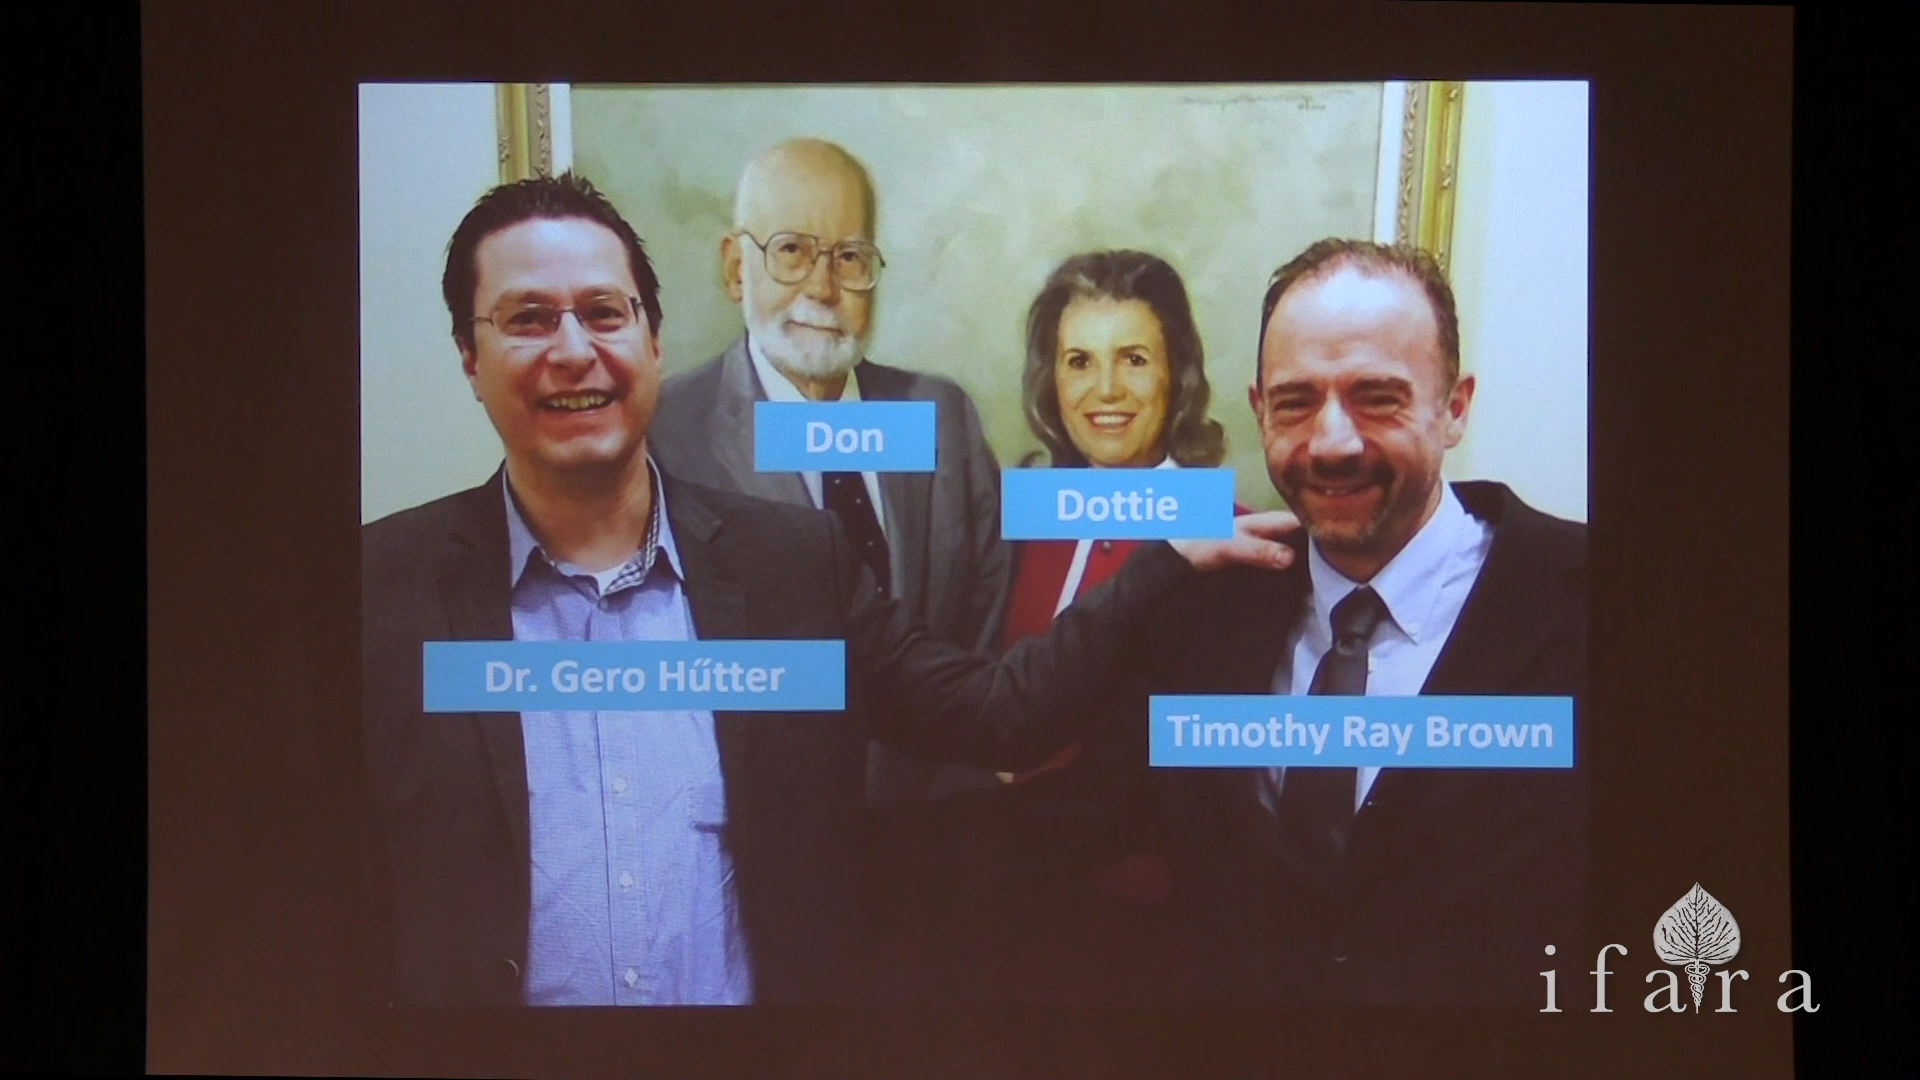 Don
Dottie
Dr. Gero Hűtter
Timothy Ray Brown
ifara